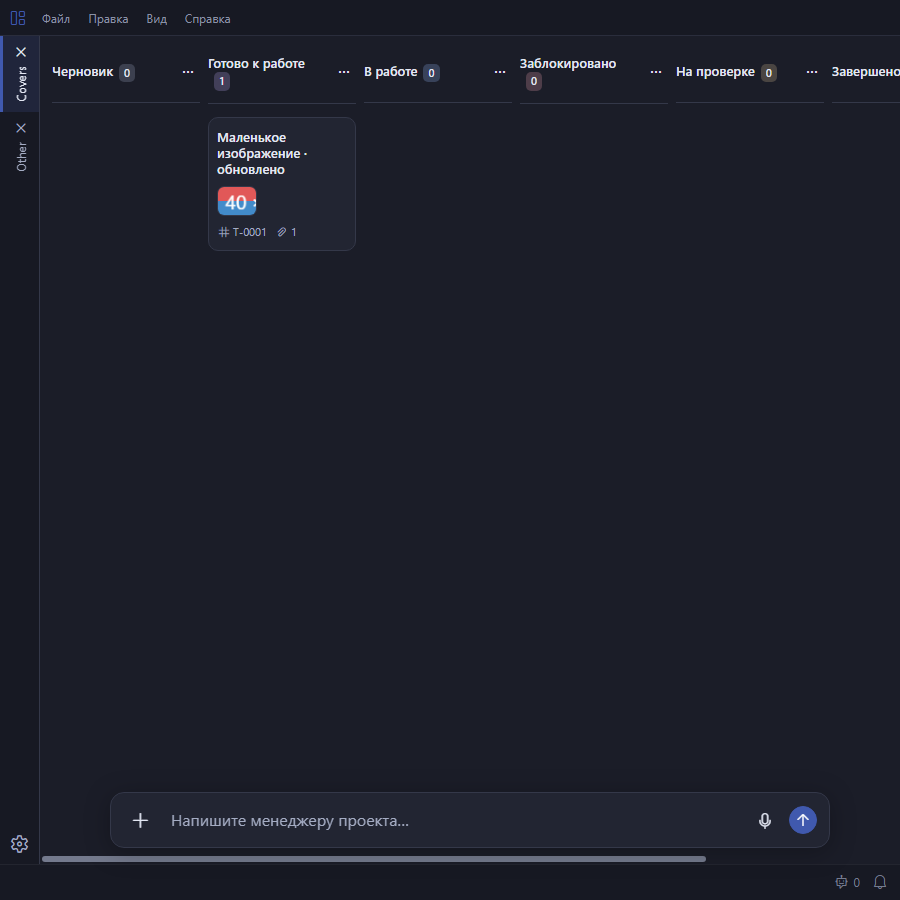 Файл Правка Вид Справка
Covers
Other
Черновик 0 ...
Готово к работе 1 ...
В работе 0 ...
Заблокировано 0 ...
На проверке 0 ...
Завершено
Маленькое
изображение ·
обновлено
40
T-0001 1
Напишите менеджеру проекта...
0